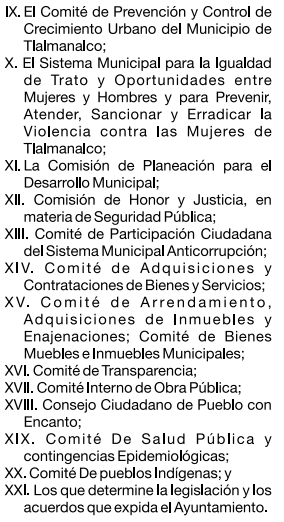 IX. El Comité de Prevención y Control de
Crecimiento Urbano del Municipio de
Tlalmanalco;
X. El Sistema Municipal para la Igualdad
de Trato y Oportunidades entre
Mujeres y Hombres y para Prevenir,
Atender, Sancionar y Erradicar la
Violencia contra las Mujeres de
Tlalmanalco;
XI. La Comisión de Planeación para el
Desarrollo Municipal;
XII. Comisión de Honor y Justicia, en
materia de Seguridad Pública;
XIII. Comité de Participación Ciudadana
del Sistema Municipal Anticorrupción;
XIV. Comité de Adquisiciones y
Contrataciones de Bienes y Servicios;
XV. Comité de Arrendamiento,
Adquisiciones de Inmuebles y
Enajenaciones; Comité de Bienes
Muebles e Inmuebles Municipales;
XVI. Comité de Transparencia;
XVII. Comité Interno de Obra Pública;
XVIII. Consejo Ciudadano de Pueblo con
Encanto;
XIX. Comité De Salud Pública y
contingencias Epidemiológicas;
XX. Comité De pueblos Indígenas; y
XXI. Los que determine la legislación y los
acuerdos que expida el Ayuntamiento.